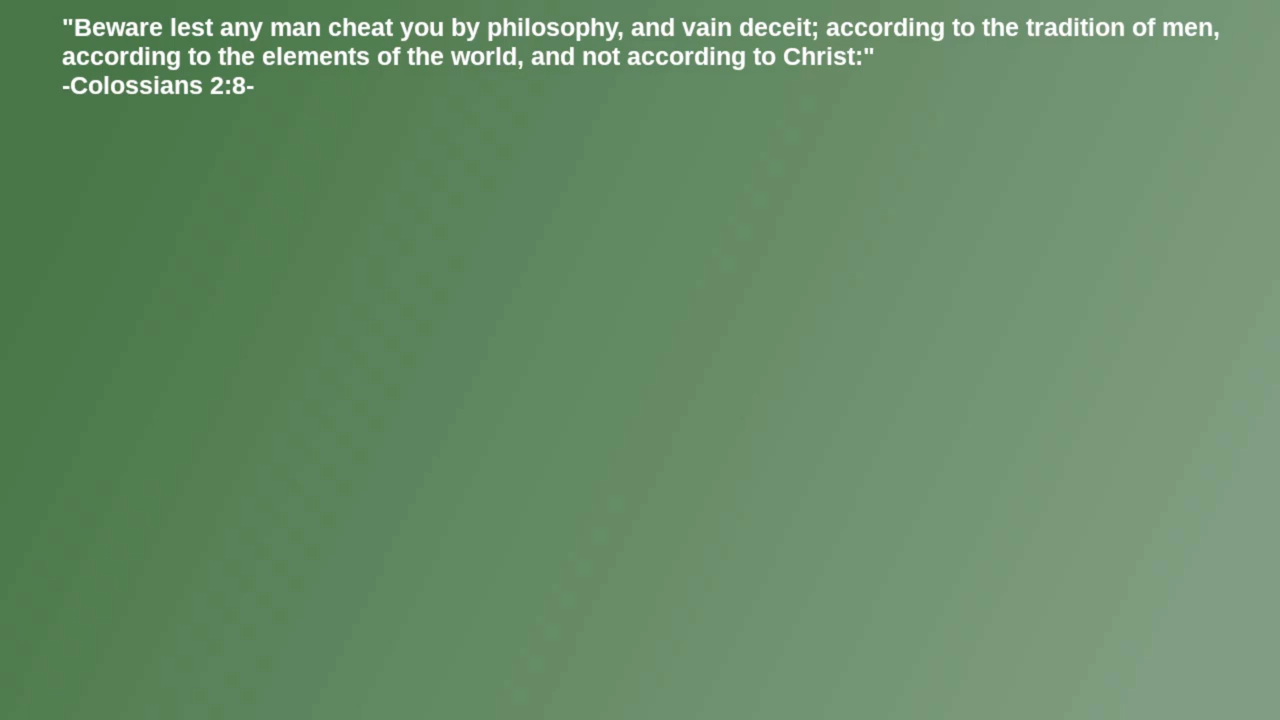 "Beware lest any man cheat you by philosophy, and vain deceit; according to the tradition of men,
according to the elements of the world, and not according to Christ:"
-Colossians 2:8-